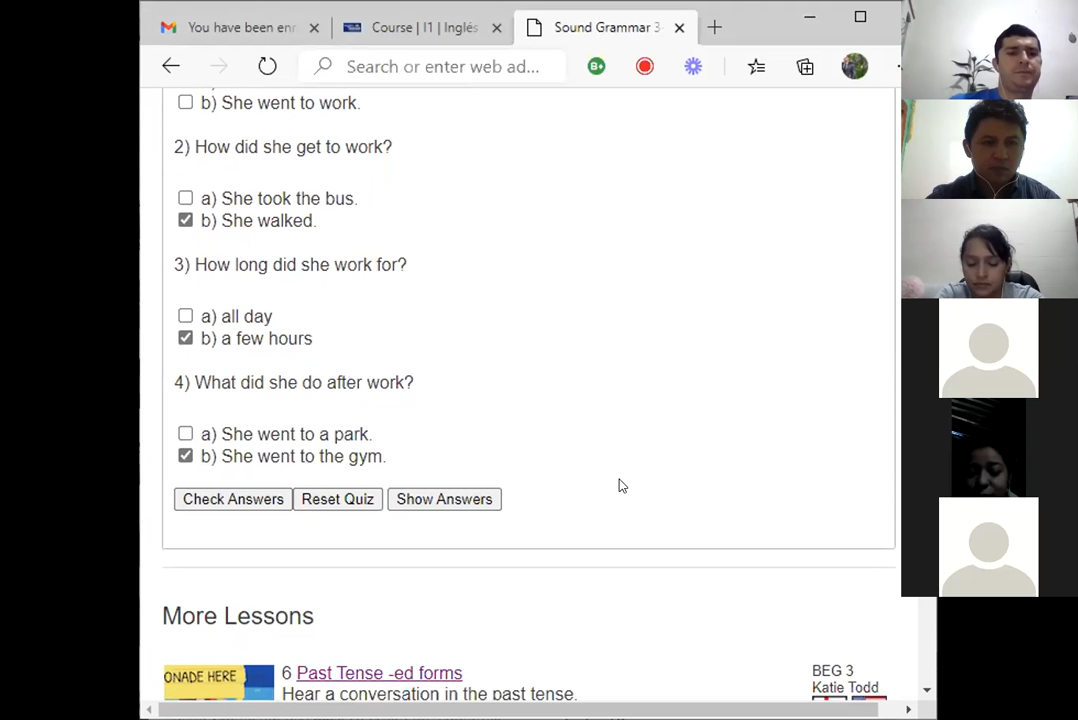 You have been enr
Course | I1 | Inglés
Sound Grammar 3-
Search or enter web ad...
B+
b) She went to work.
2) How did she get to work?
a) She took the bus.
b) She walked.
3) How long did she work for?
a) all day
b) a few hours
4) What did she do after work?
a) She went to a park.
b) She went to the gym.
Check Answers
Reset Quiz
Show Answers
More Lessons
ONADE HERE
6 Past Tense -ed forms
BEG 3
Hear a conversation in the past tense.
Katie Todd